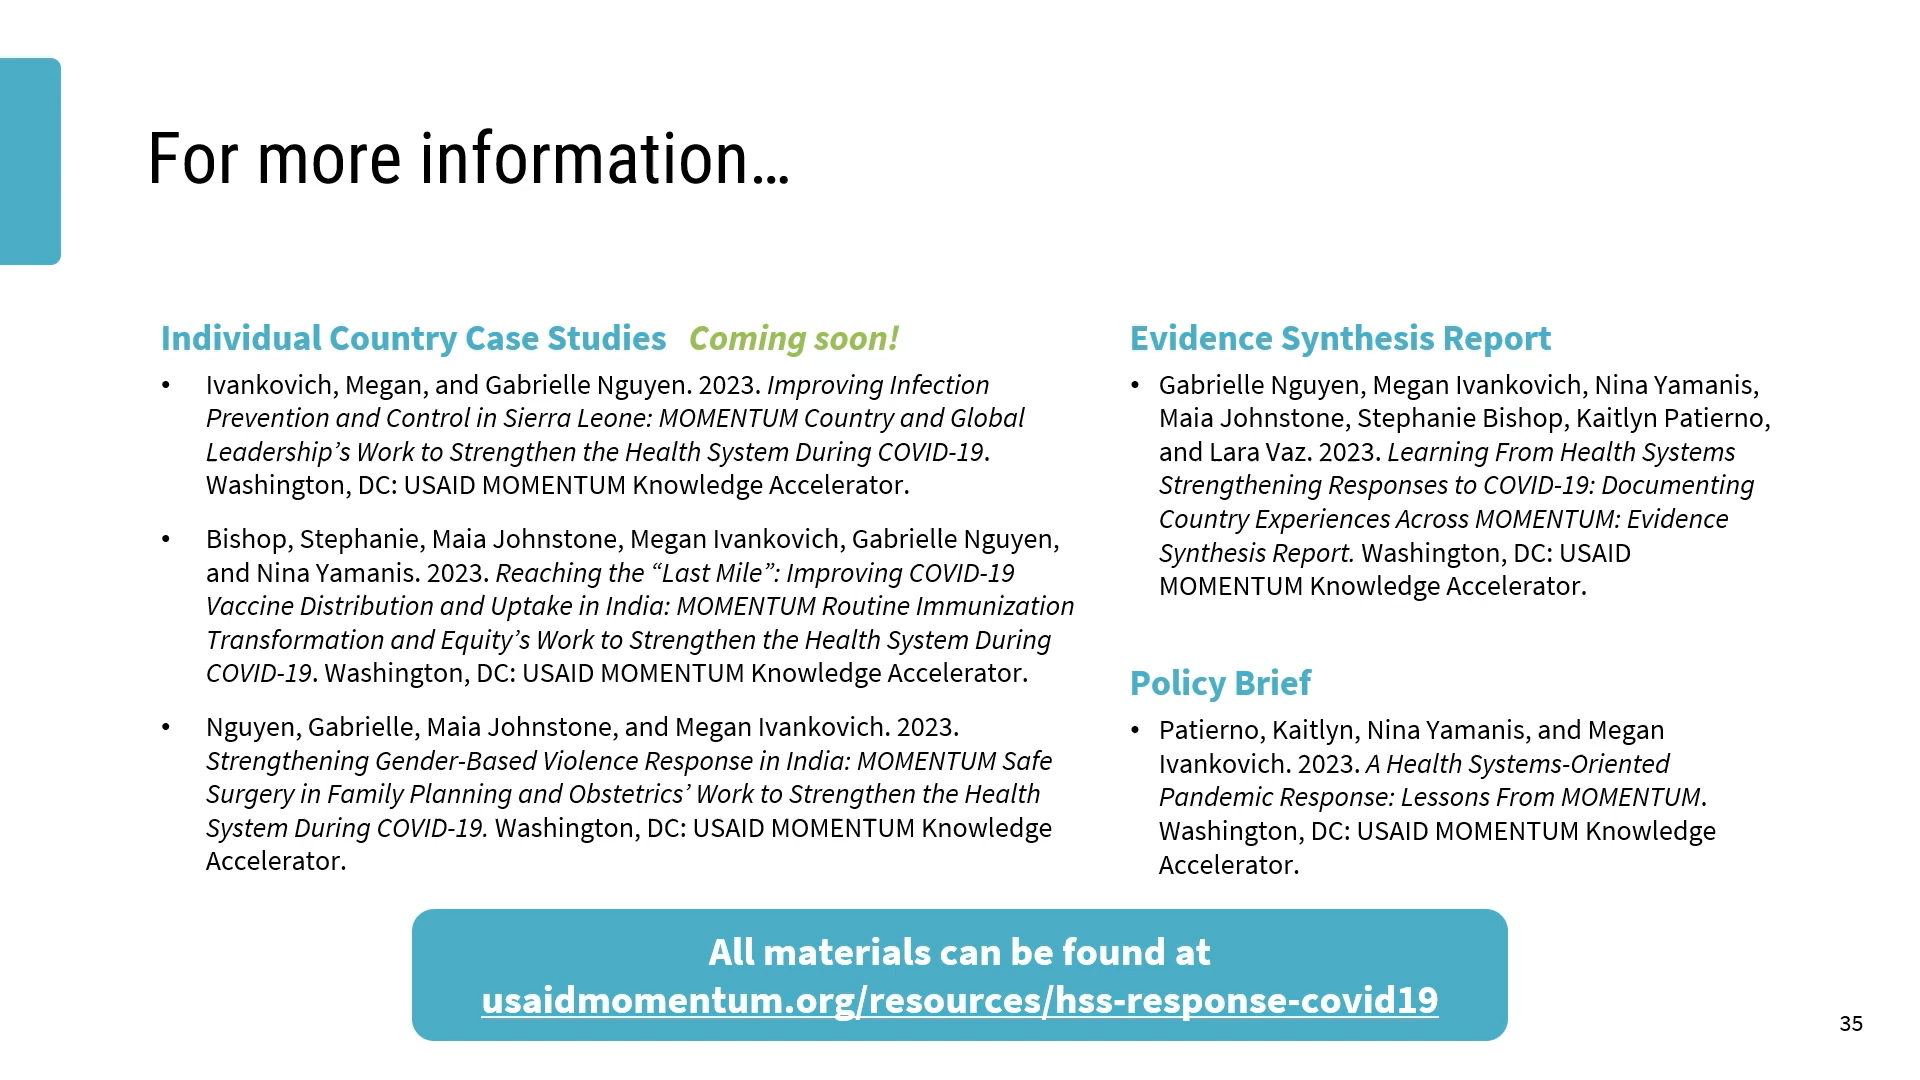 For more information…
Individual Country Case Studies Coming soon!
• Ivankovich, Megan, and Gabrielle Nguyen. 2023. Improving Infection
Prevention and Control in Sierra Leone: MOMENTUM Country and Global
Leadership’s Work to Strengthen the Health System During COVID-19.
Washington, DC: USAID MOMENTUM Knowledge Accelerator.
• Bishop, Stephanie, Maia Johnstone, Megan Ivankovich, Gabrielle Nguyen,
and Nina Yamanis. 2023. Reaching the “Last Mile”: Improving COVID-19
Vaccine Distribution and Uptake in India: MOMENTUM Routine Immunization
Transformation and Equity’s Work to Strengthen the Health System During
COVID-19. Washington, DC: USAID MOMENTUM Knowledge Accelerator.
• Nguyen, Gabrielle, Maia Johnstone, and Megan Ivankovich. 2023.
Strengthening Gender-Based Violence Response in India: MOMENTUM Safe
Surgery in Family Planning and Obstetrics’ Work to Strengthen the Health
System During COVID-19. Washington, DC: USAID MOMENTUM Knowledge
Accelerator.
Evidence Synthesis Report
• Gabrielle Nguyen, Megan Ivankovich, Nina Yamanis,
Maia Johnstone, Stephanie Bishop, Kaitlyn Patierno,
and Lara Vaz. 2023. Learning From Health Systems
Strengthening Responses to COVID-19: Documenting
Country Experiences Across MOMENTUM: Evidence
Synthesis Report. Washington, DC: USAID
MOMENTUM Knowledge Accelerator.
Policy Brief
• Patierno, Kaitlyn, Nina Yamanis, and Megan
Ivankovich. 2023. A Health Systems-Oriented
Pandemic Response: Lessons From MOMENTUM.
Washington, DC: USAID MOMENTUM Knowledge
Accelerator.
All materials can be found at
usaidmomentum.org/resources/hss-response-covid19
35